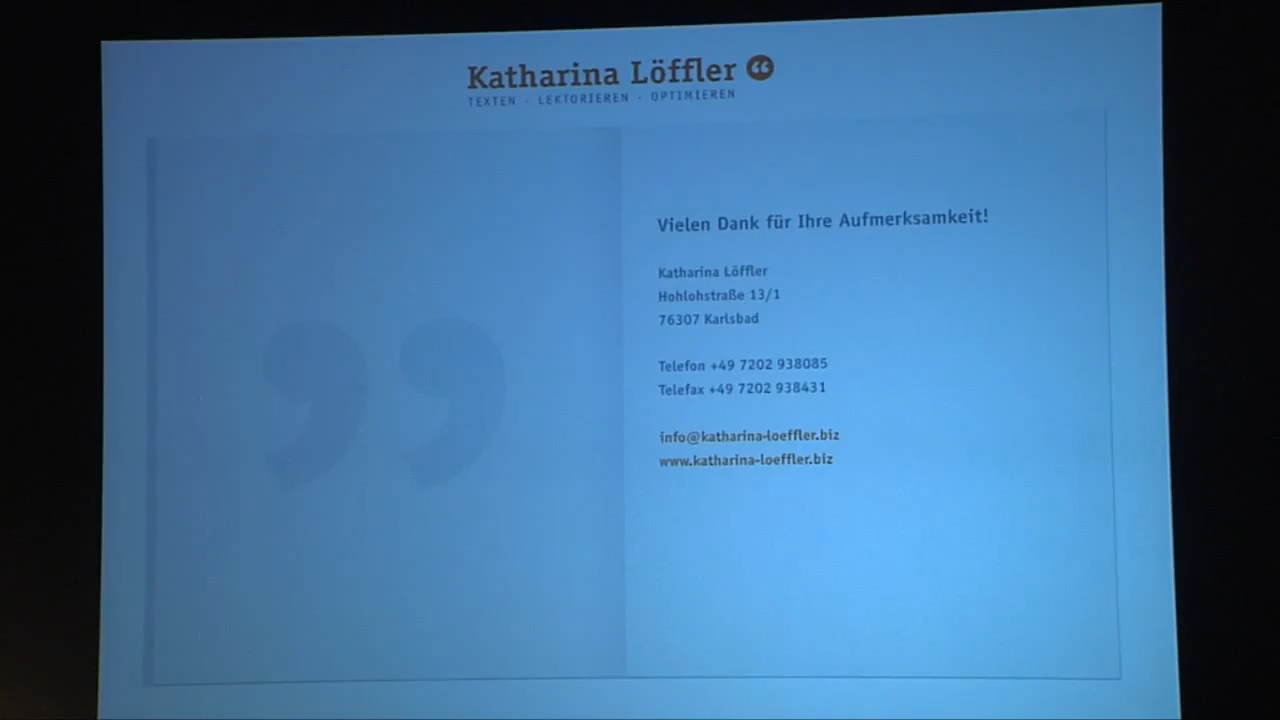 Katharina Löffler
TEXTEN - LEKTORIEREN - OPTIMIEREN
Vielen Dank für Ihre Aufmerksamkeit!
Katharina Löffler
Hohlohstraße 13/1
76307 Karlsbad
Telefon +49 7202 938085
Telefax +49 7202 938431
info@katharina-loeffler.biz
www.katharina-loeffler.biz